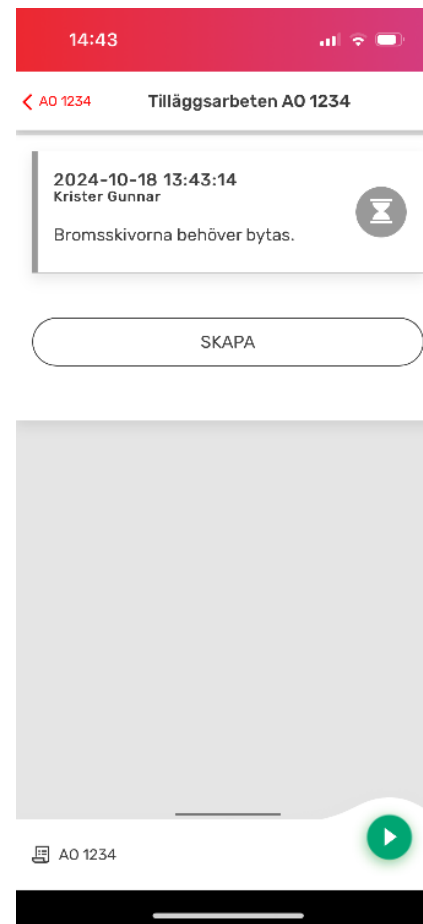 14:43
AO 1234
Tilläggsarbeten AO 1234
2024-10-18 13:43:14
Krister Gunnar
Bromsskivorna behöver bytas.
SKAPA
AO 1234